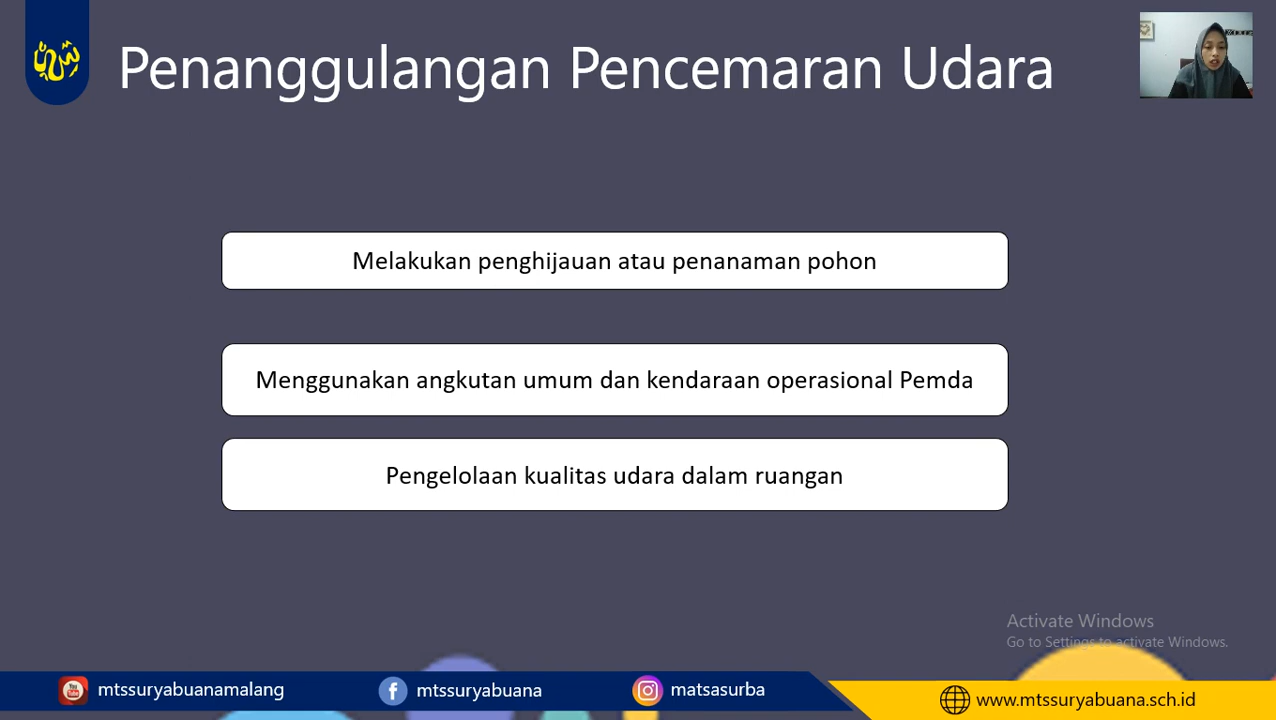 Penanggulangan Pencemaran Udara
Melakukan penghijauan atau penanaman pohon
Menggunakan angkutan umum dan kendaraan operasional Pemda
Pengelolaan kualitas udara dalam ruangan
Activate Windows
Go to Settings to activate Windows.
mtssuryabuanamalang
mtssuryabuana
matsasurba
www.mtssuryabuana.sch.id